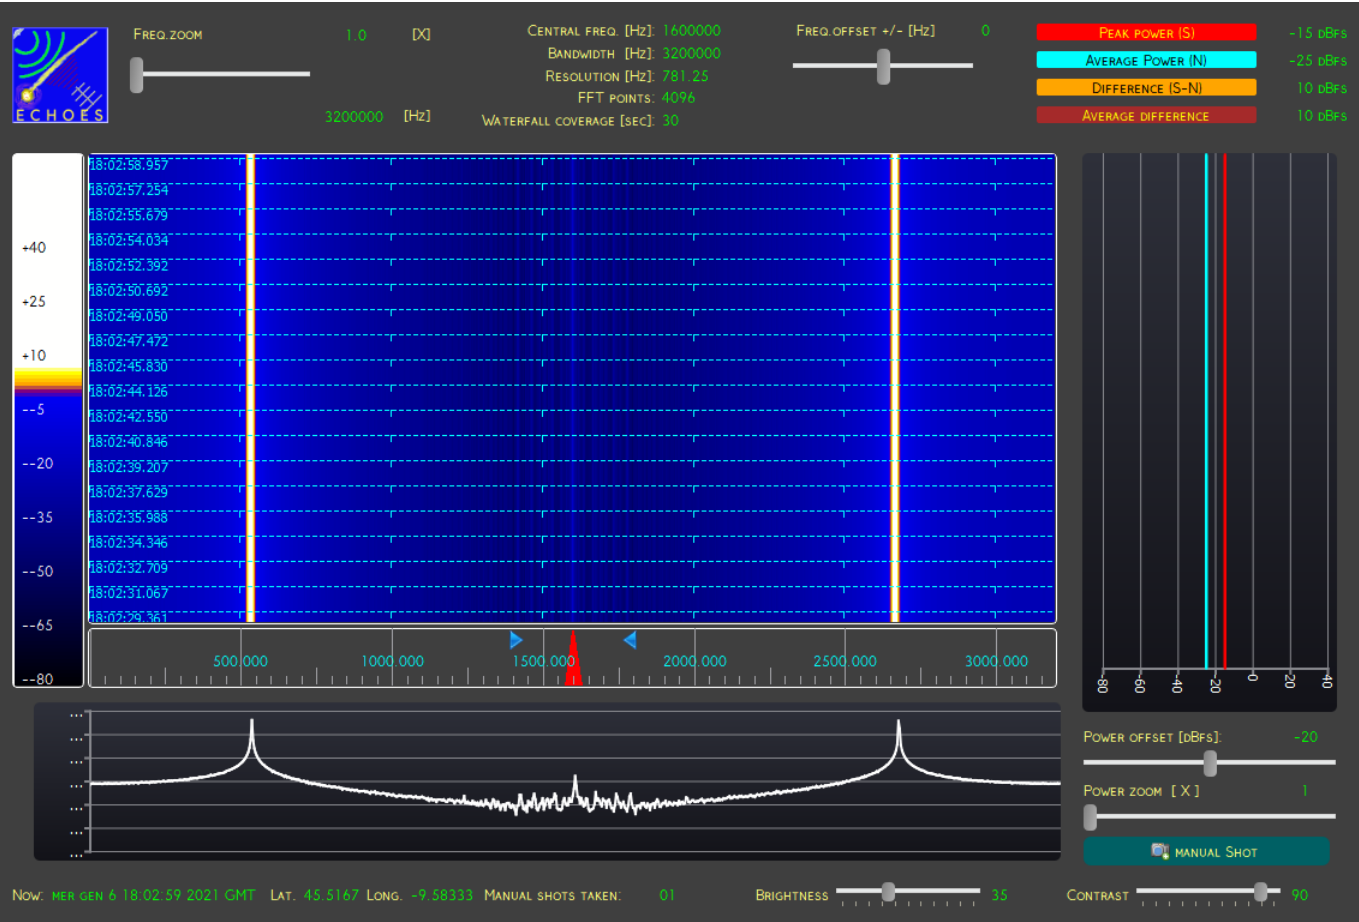 ECHOES
FREQ.ZOOM 1.0 [X]
3200000 [Hz]
CENTRAL FREQ. [Hz]: 1600000
BANDWIDTH [Hz]: 3200000
RESOLUTION [Hz]: 781.25
FFT POINTS: 4096
WATERFALL COVERAGE [SEC]: 30
FREQ.OFFSET +/- [Hz] 0
PEAK POWER (S) -15 DBFS
AVERAGE POWER (N) -25 DBFS
DIFFERENCE (S-N) 10 DBFS
AVERAGE DIFFERENCE 10 DBFS
+40
+25
+10
--5
--20
--35
--50
--65
--80
18:02:58.957
18:02:57.254
18:02:55.679
18:02:54.034
18:02:52.392
18:02:50.692
18:02:49.050
18:02:47.472
18:02:45.830
18:02:44.126
18:02:42.550
18:02:40.846
18:02:39.207
18:02:37.629
18:02:35.988
18:02:34.346
18:02:32.709
18:02:31.067
18:02:29.361
500.000 1000.000 1500.000 2000.000 2500.000 3000.000
-80 -60 -40 -20 0 20 40
...
...
...
...
...
...
...
POWER OFFSET [DBFS]: -20
POWER ZOOM [ X ] 1
MANUAL SHOT
NOW: MER GEN 6 18:02:59 2021 GMT LAT. 45.5167 LONG. -9.58333 MANUAL SHOTS TAKEN: 01 BRIGHTNESS 35 CONTRAST 90